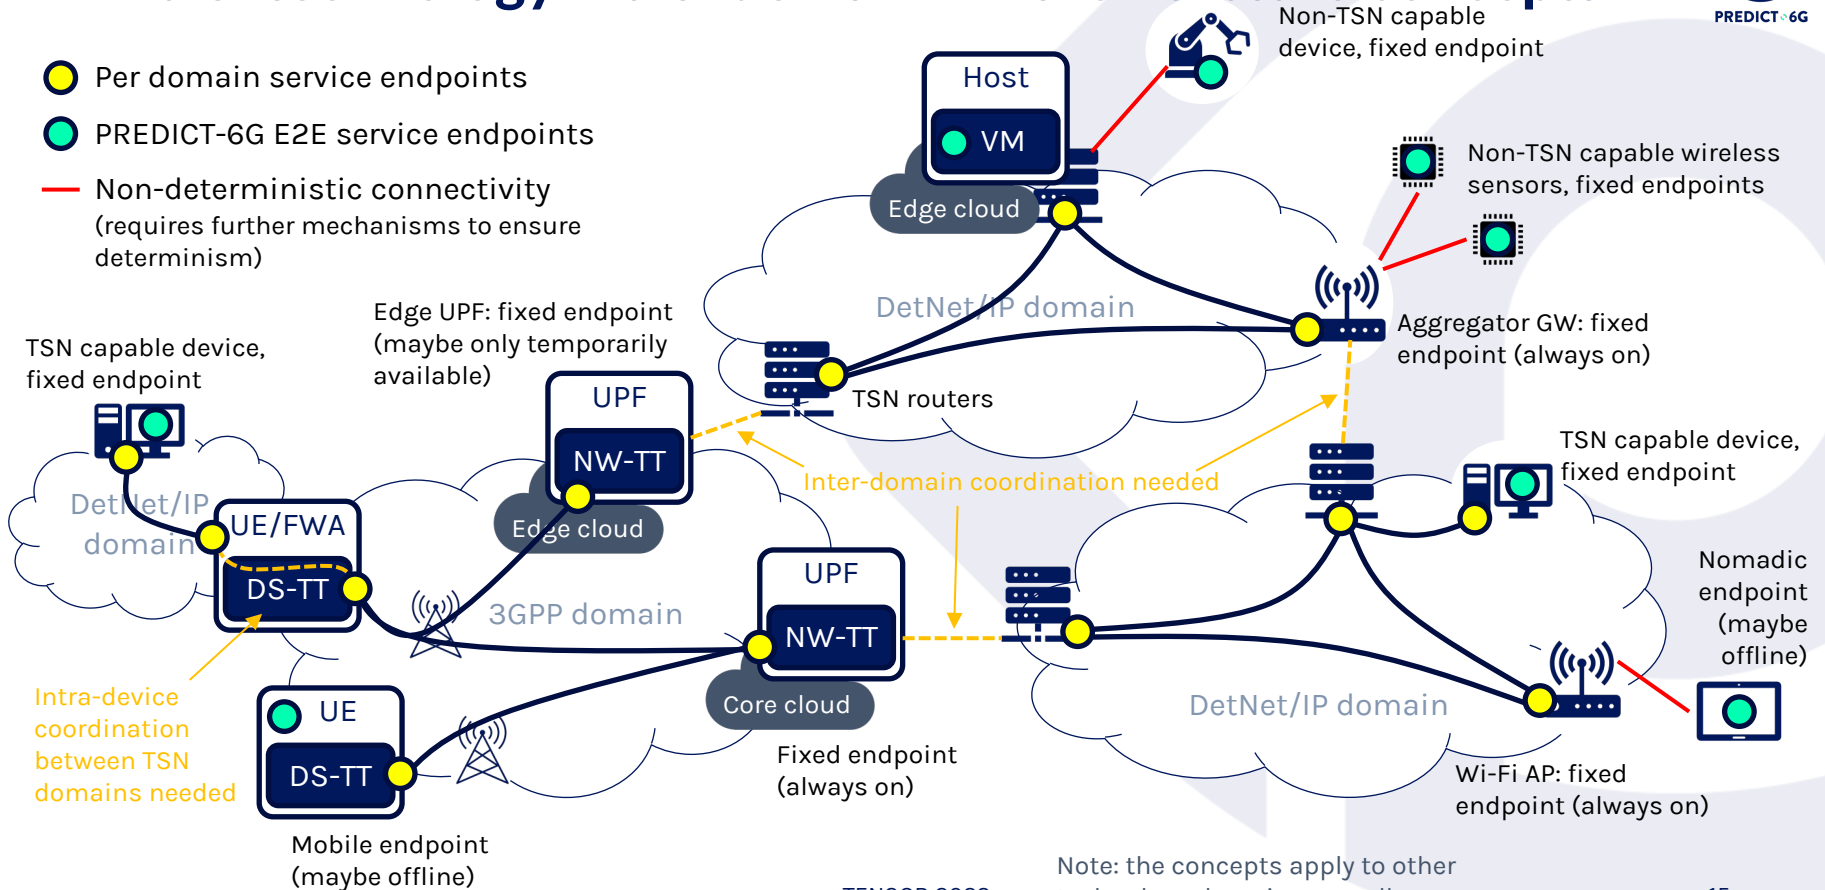 PREDICT-6G
Non-TSN capable
device, fixed endpoint
Per domain service endpoints
PREDICT-6G E2E service endpoints
Non-deterministic connectivity
(requires further mechanisms to ensure
determinism)
Host
VM
Edge cloud
Non-TSN capable wireless
sensors, fixed endpoints
DetNet/IP domain
Aggregator GW: fixed
endpoint (always on)
Edge UPF: fixed endpoint
(maybe only temporarily
available)
TSN capable device,
fixed endpoint
UPF
NW-TT
Edge cloud
TSN routers
Inter-domain coordination needed
TSN capable device,
fixed endpoint
DetNet/IP
domain
UE/FWA
DS-TT
3GPP domain
UPF
NW-TT
Core cloud
Fixed endpoint
(always on)
Nomadic
endpoint
(maybe
offline)
DetNet/IP domain
Wi-Fi AP: fixed
endpoint (always on)
Intra-device
coordination
between TSN
domains needed
UE
DS-TT
Mobile endpoint
(maybe offline)
Note: the concepts apply to other